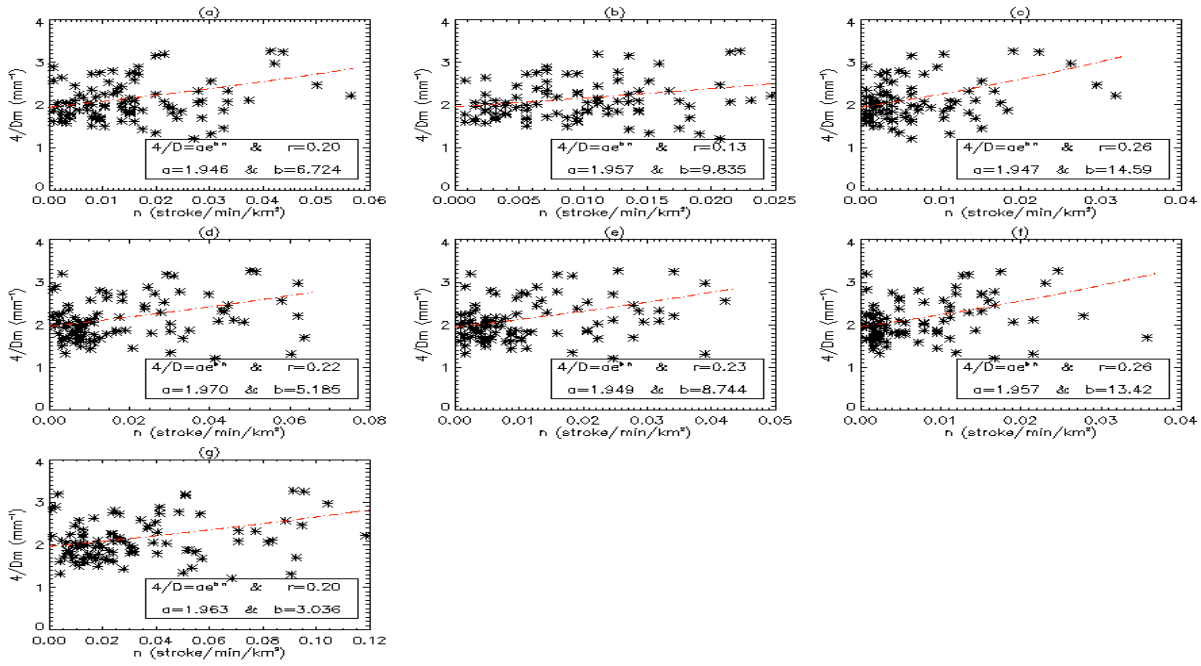 (a)
4/Dm (mm⁻¹)
4
3
2
1
0
4/D=ae^bn & r=0.20
a=1.946 & b=6.724
0.00 0.01 0.02 0.03 0.04 0.05 0.06
n (stroke/min/km²)
(b)
4/Dm (mm⁻¹)
4
3
2
1
0
4/D=ae^bn & r=0.13
a=1.957 & b=9.835
0.000 0.005 0.010 0.015 0.020 0.025
n (stroke/min/km²)
(c)
4/Dm (mm⁻¹)
4
3
2
1
0
4/D=ae^bn & r=0.26
a=1.947 & b=14.59
0.00 0.01 0.02 0.03 0.04
n (stroke/min/km²)
(d)
4/Dm (mm⁻¹)
4
3
2
1
0
4/D=ae^bn & r=0.22
a=1.970 & b=5.185
0.00 0.02 0.04 0.06 0.08
n (stroke/min/km²)
(e)
4/Dm (mm⁻¹)
4
3
2
1
0
4/D=ae^bn & r=0.23
a=1.949 & b=8.744
0.00 0.01 0.02 0.03 0.04 0.05
n (stroke/min/km²)
(f)
4/Dm (mm⁻¹)
4
3
2
1
0
4/D=ae^bn & r=0.26
a=1.957 & b=13.42
0.00 0.01 0.02 0.03 0.04
n (stroke/min/km²)
(g)
4/Dm (mm⁻¹)
4
3
2
1
0
4/D=ae^bn & r=0.20
a=1.963 & b=3.036
0.00 0.02 0.04 0.06 0.08 0.10 0.12
n (stroke/min/km²)